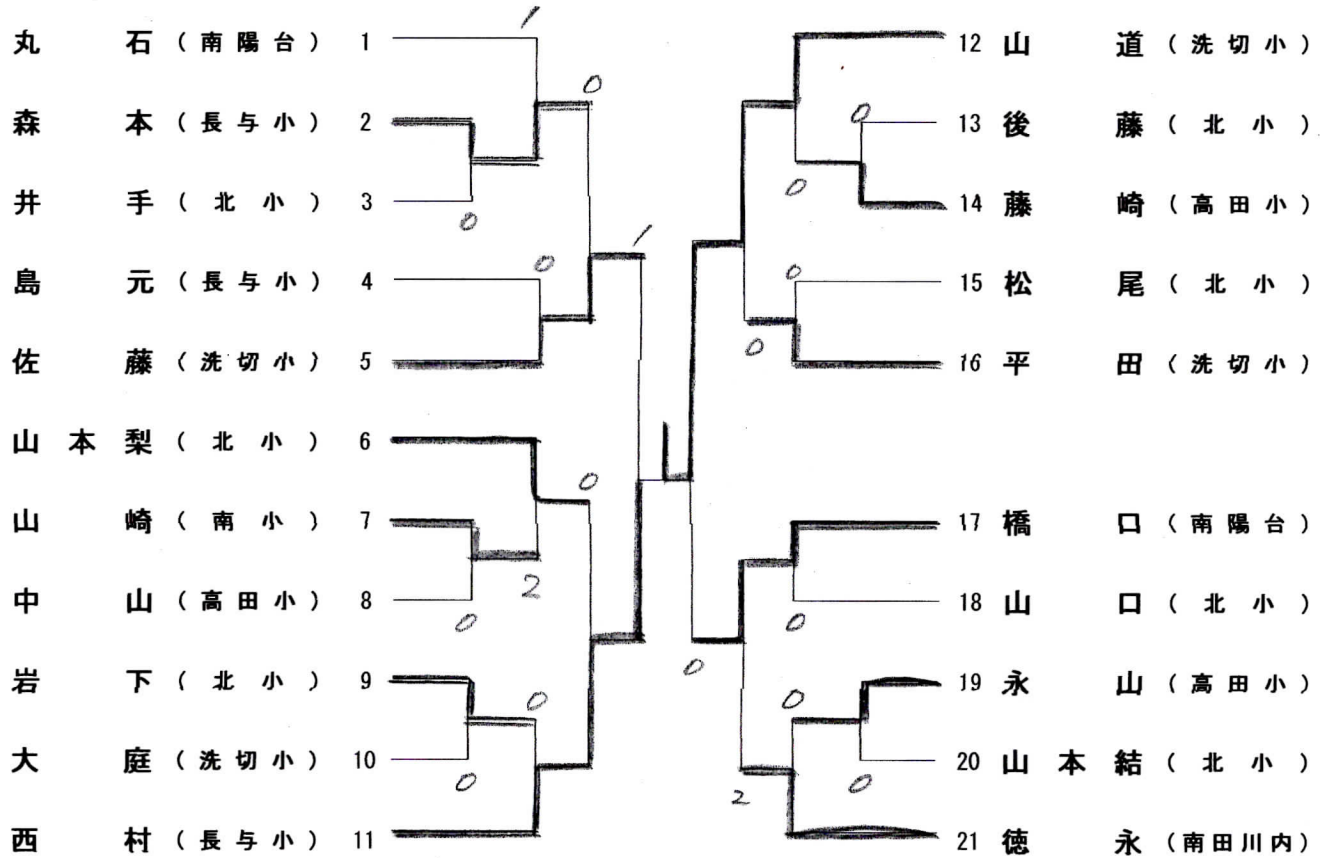 丸 石 (南陽台) 1
森 本 (長与小) 2
井 手 (北小) 3
島 元 (長与小) 4
佐 藤 (洗切小) 5
山本梨 (北小) 6
山 崎 (南小) 7
中 山 (高田小) 8
岩 下 (北小) 9
大 庭 (洗切小) 10
西 村 (長与小) 11
1
0
0
0
1
0
2
0
0
0
12 山 道 (洗切小)
13 後 藤 (北小)
14 藤 崎 (高田小)
15 松 尾 (北小)
16 平 田 (洗切小)
17 橋 口 (南陽台)
18 山 口 (北小)
19 永 山 (高田小)
20 山本結 (北小)
21 徳 永 (南田川内)
0
0
0
0
0
0
0
2
0